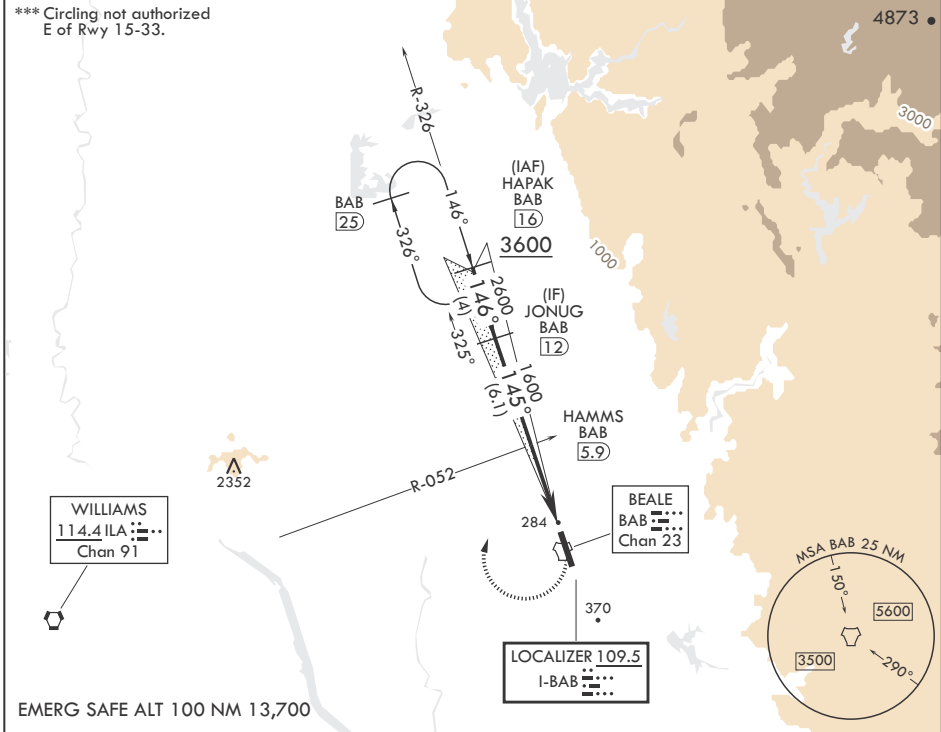 *** Circling not authorized
E of Rwy 15-33.
4873
3000
R-326
(IAF)
HAPAK
BAB
16
3600
BAB
25
146°
326°
1000
146°
2600
(4)
(IF)
JONUG
BAB
12
325°
145°
1600
(6.1)
HAMMS
BAB
5.9
2352
R-052
WILLIAMS
114.4 ILA
Chan 91
284
BEALE
BAB
Chan 23
MSA BAB 25 NM
150°
5600
3500
290°
370
LOCALIZER 109.5
I-BAB
EMERG SAFE ALT 100 NM 13,700